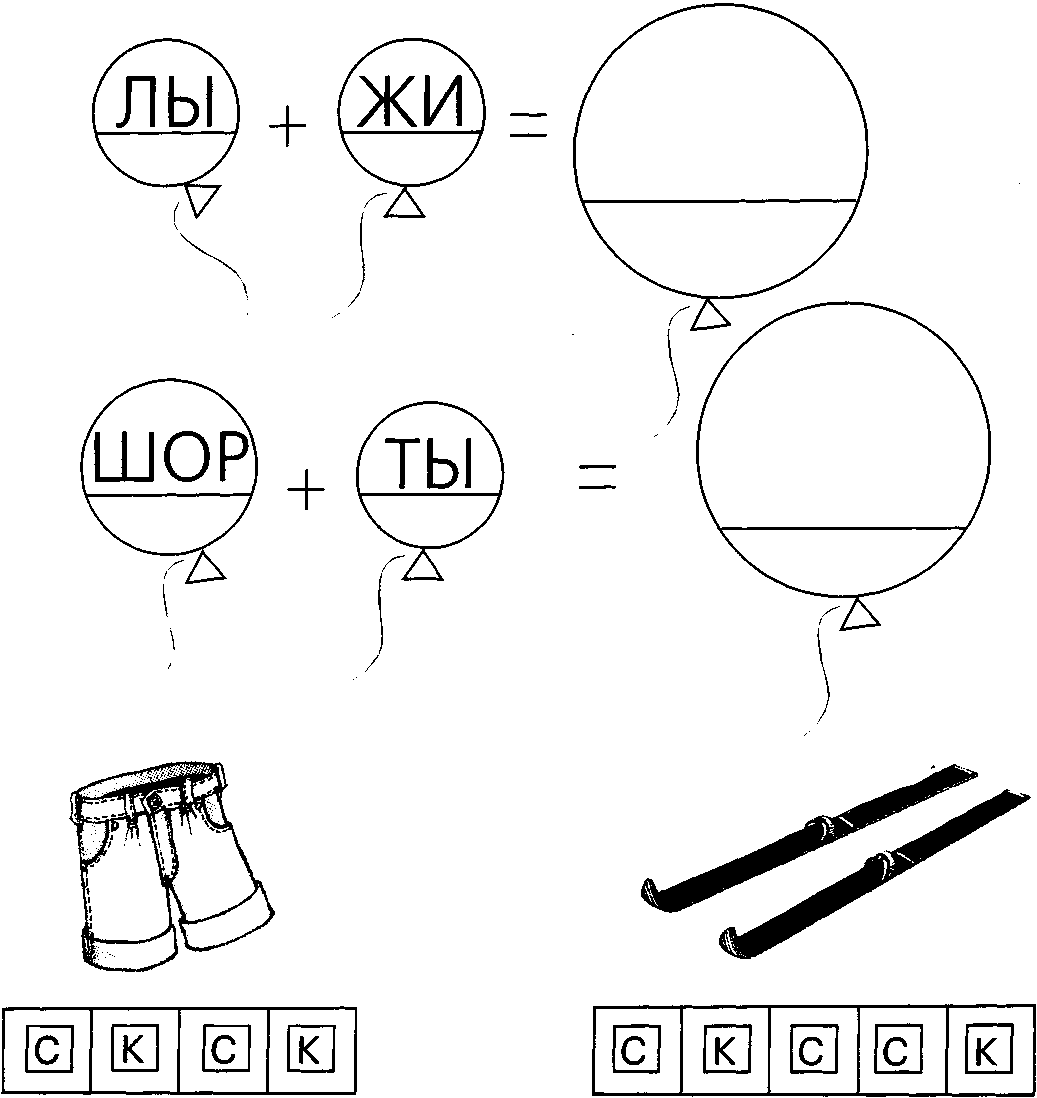 ЛЫ + ЖИ =
ШОР + ТЫ =
С К С К
С К С С К